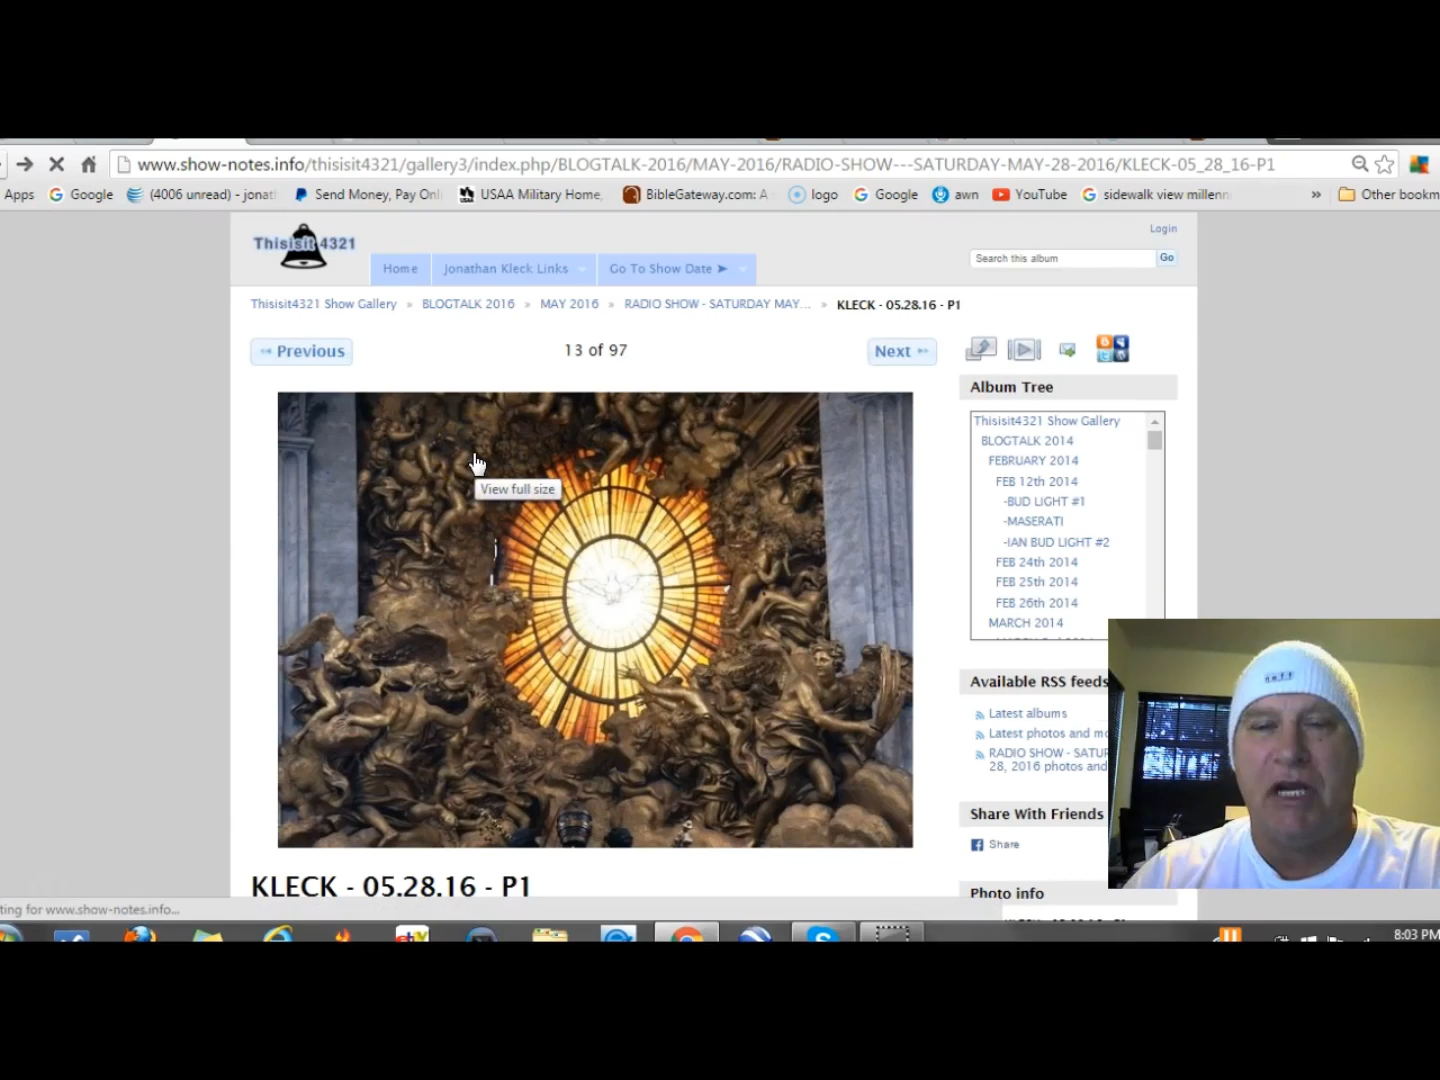 www.show-notes.info/thisisit4321/gallery3/index.php/BLOGTALK-2016/MAY-2016/RADIO-SHOW---SATURDAY-MAY-28-2016/KLECK-05_28_16-P1
Apps Google (4006 unread) - jonat Send Money, Pay Onli USAA Military Home, BibleGateway.com: A logo Google awn YouTube sidewalk view millenn » Other bookm
Thisisit 4321
Login
Home Jonathan Kleck Links Go To Show Date ➤
Search this album Go
Thisisit4321 Show Gallery » BLOGTALK 2016 » MAY 2016 » RADIO SHOW - SATURDAY MAY... » KLECK - 05.28.16 - P1
Previous 13 of 97 Next
Album Tree
Thisisit4321 Show Gallery
BLOGTALK 2014
FEBRUARY 2014
FEB 12th 2014
-BUD LIGHT #1
-MASERATI
-IAN BUD LIGHT #2
FEB 24th 2014
FEB 25th 2014
FEB 26th 2014
MARCH 2014
View full size
Available RSS feeds
Latest albums
Latest photos and mo
RADIO SHOW - SATUR
28, 2016 photos and
Share With Friends
Share
Photo info
KLECK - 05.28.16 - P1
ting for www.show-notes.info...
8:03 PM